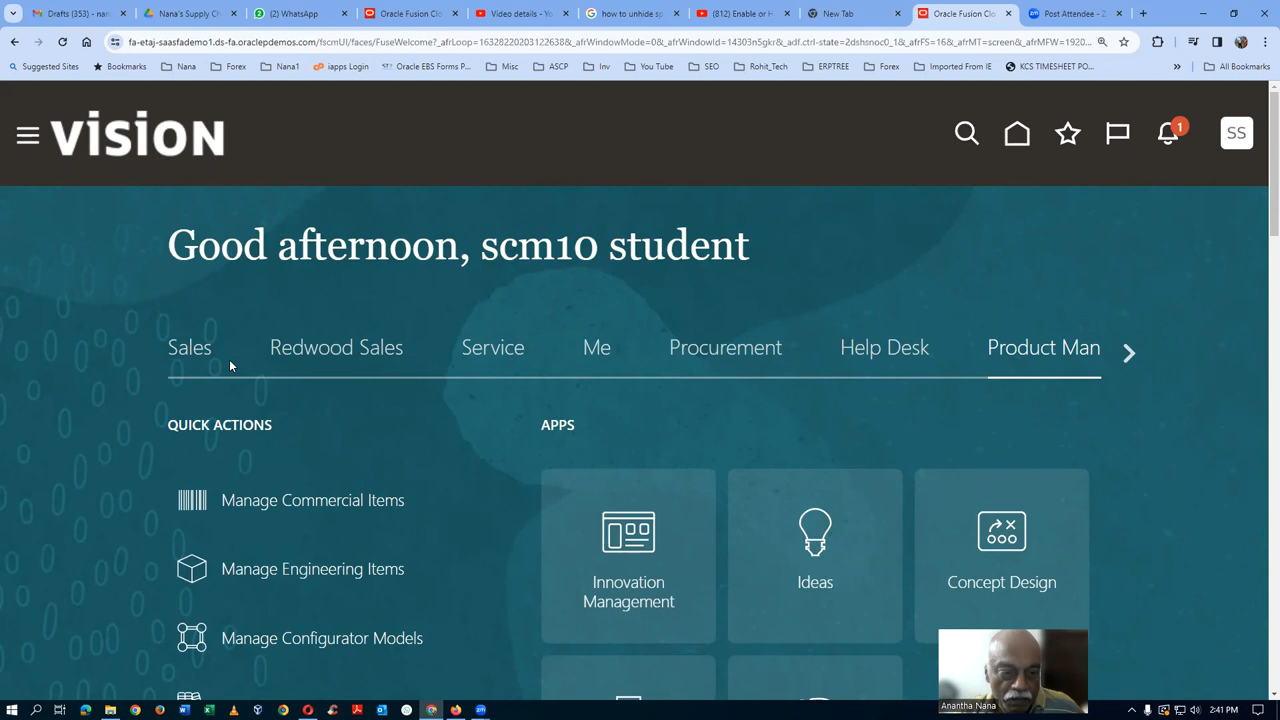 Drafts (353) - nan
Nana's Supply C
(2) WhatsApp
Oracle Fusion Clo
Video details - Yo
how to unhide sp
(812) Enable or H
New Tab
Oracle Fusion Clo
Post Attendee - Z
fa-etaj-saasfademo1.ds-fa.oraclepdemos.com/fscmUI/faces/FuseWelcome?_afrLoop=1632822020312263&_afrWindowMode=0&_afrWindowId=14303n5gkr&_adf.ctrl-state=2dshsnoc0_1&_afrFS=16&_afrMT=screen&_afrMFW=1920...
Suggested Sites
Bookmarks
Nana
Forex
Nana1
iapps Login
Oracle EBS Forms P...
Misc
ASCP
Inv
You Tube
SEO
Rohit_Tech
ERPTREE
Forex
Imported From IE
KCS TIMESHEET PO...
All Bookmarks
vision
1
SS
Good afternoon, scm10 student
Sales
Redwood Sales
Service
Me
Procurement
Help Desk
Product Man
QUICK ACTIONS
APPS
Manage Commercial Items
Manage Engineering Items
Manage Configurator Models
Innovation
Management
Ideas
Concept Design
Anantha Nana
2:41 PM